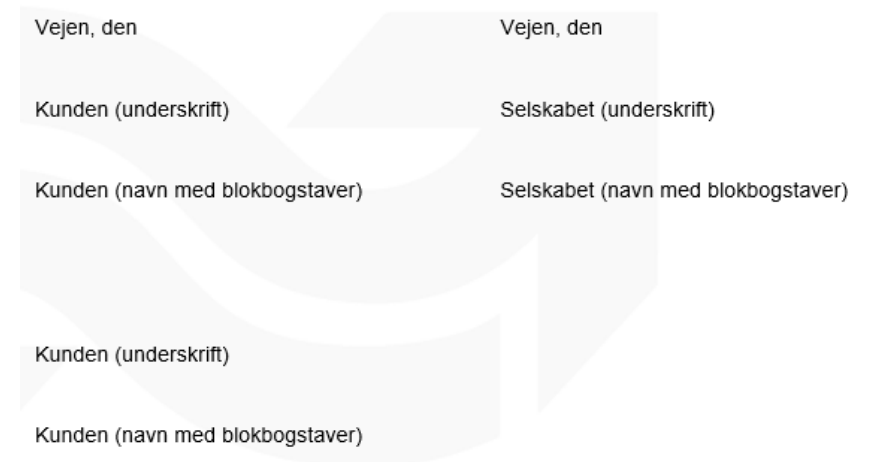 Vejen, den
Vejen, den
Kunden (underskrift)
Selskabet (underskrift)
Kunden (navn med blokbogstaver)
Selskabet (navn med blokbogstaver)
Kunden (underskrift)
Kunden (navn med blokbogstaver)